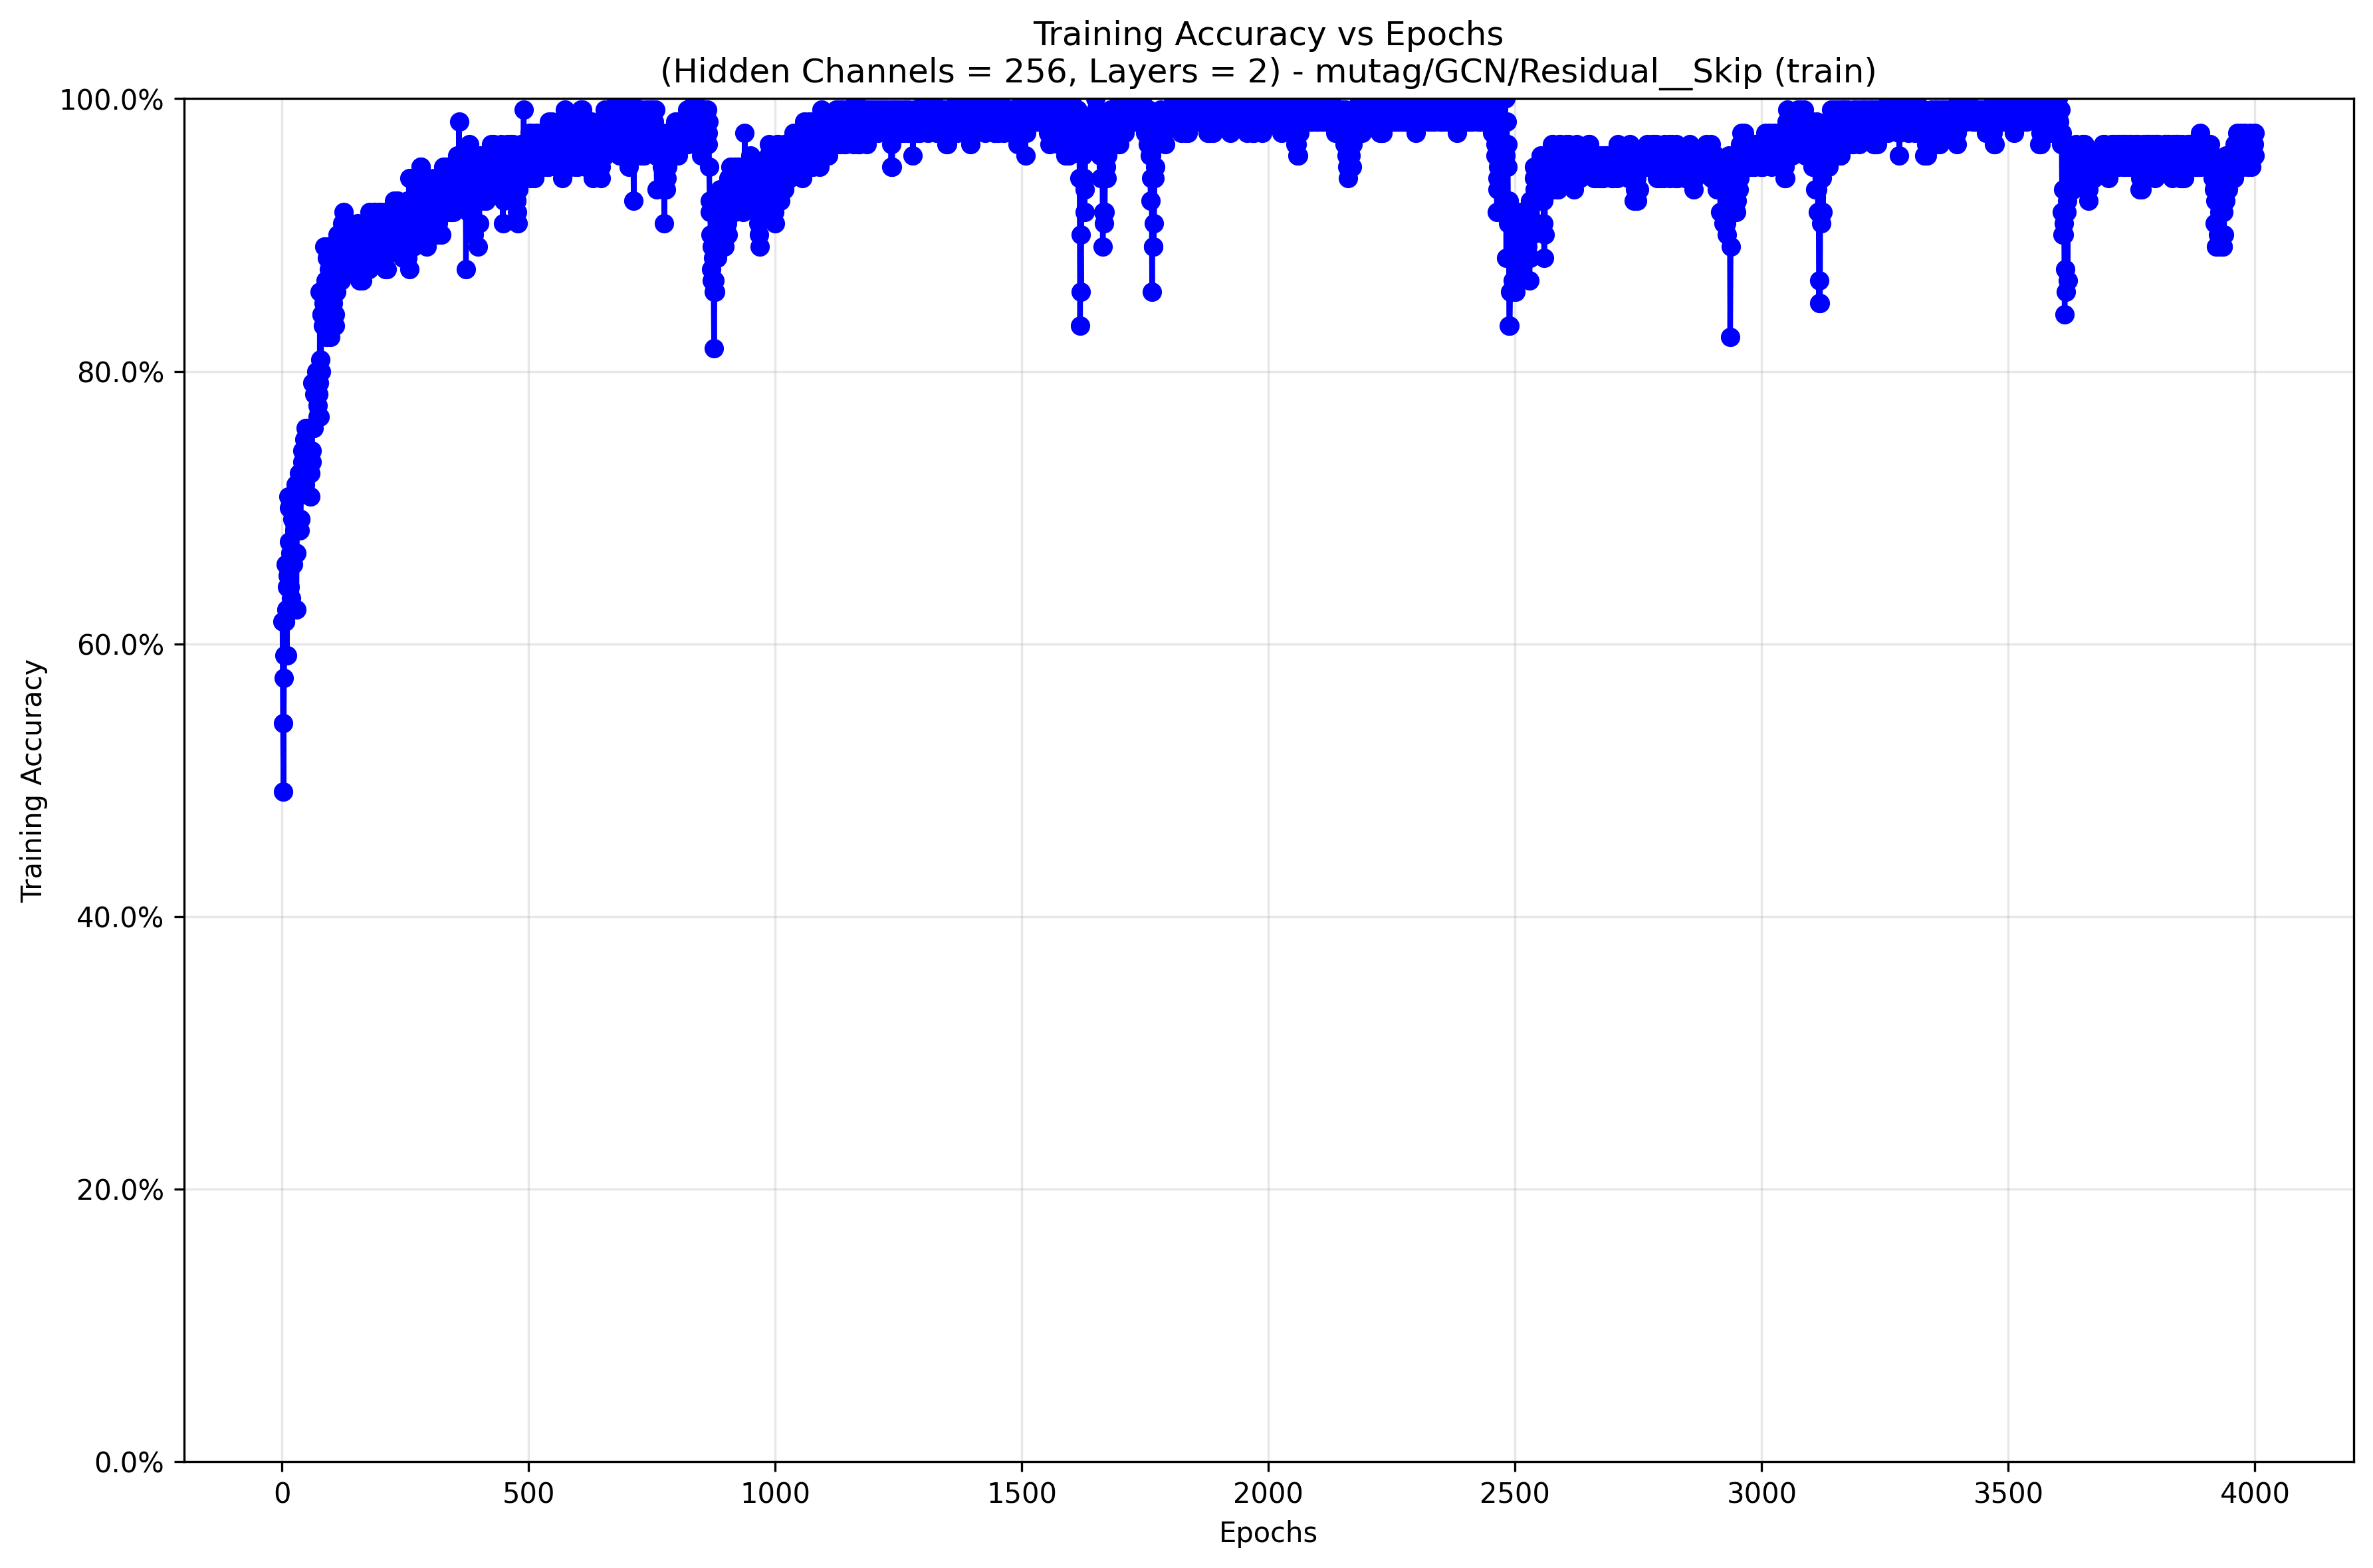 Training Accuracy vs Epochs
(Hidden Channels = 256, Layers = 2) - mutag/GCN/Residual__Skip (train)
100.0%
80.0%
60.0%
40.0%
20.0%
0.0%
Training Accuracy
0 500 1000 1500 2000 2500 3000 3500 4000
Epochs